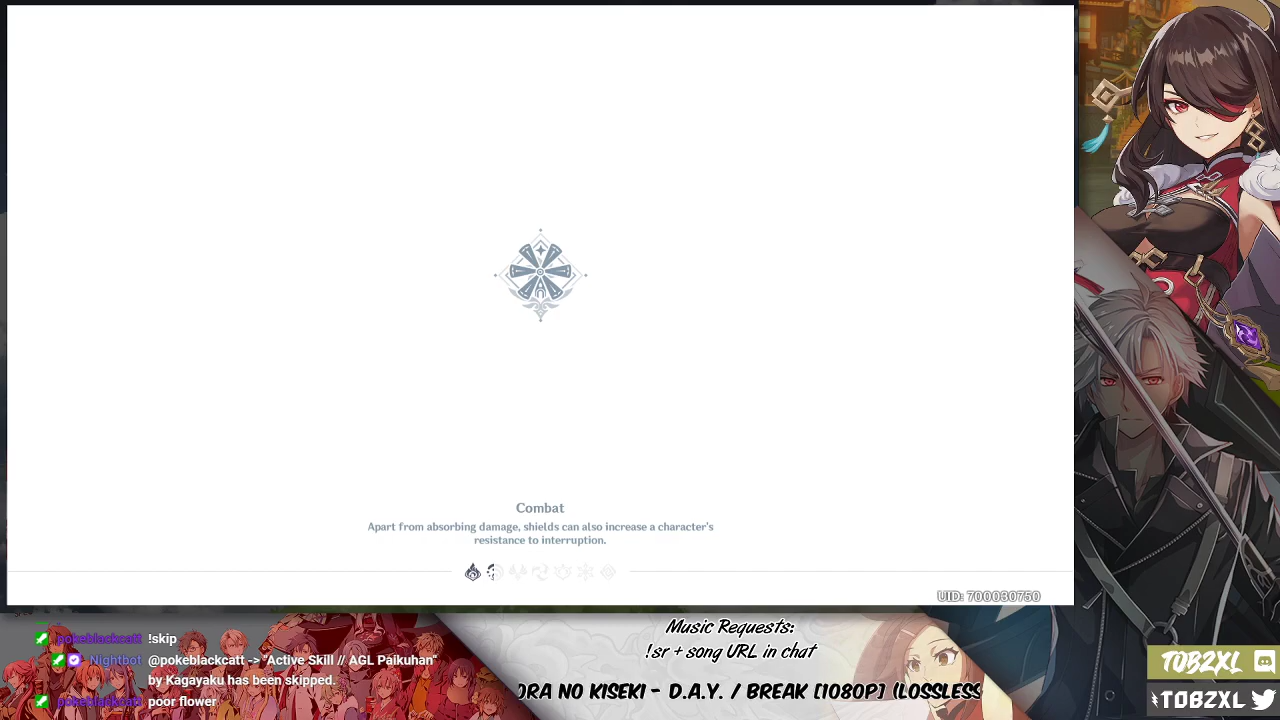 Combat
Apart from absorbing damage, shields can also increase a character's
resistance to interruption.
UID: 700030750
pokeblackcatt !skip
Nightbot @pokeblackcatt -> "Active Skill // AGL Paikuhan"
by Kagayaku has been skipped.
pokeblackcatt poor flower
Music Requests:
!sr + song URL in chat
ORA NO KISEKI - D.A.Y. / BREAK [1080P] (LOSSLESS
TOB2XL
TOB2XL